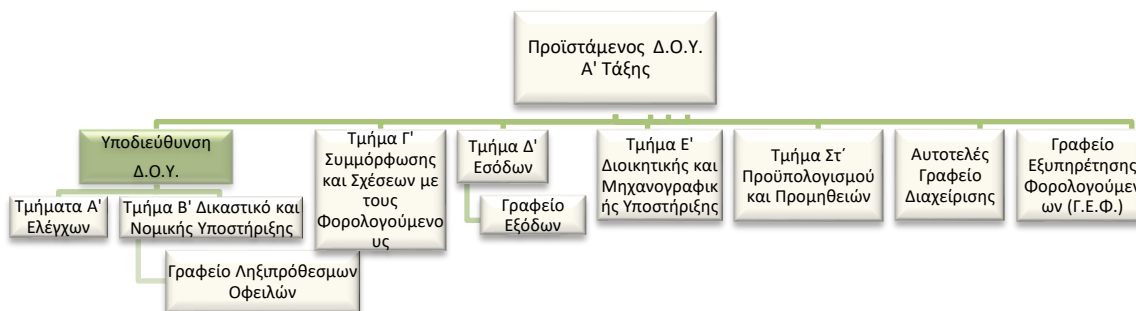 Προϊστάμενος Δ.Ο.Υ.
Α' Τάξης
Υποδιεύθυνση
Δ.Ο.Υ.
Τμήματα Α'
Ελέγχων
Τμήμα Β' Δικαστικό και
Νομικής Υποστήριξης
Γραφείο Ληξιπρόθεσμων
Οφειλών
Τμήμα Γ'
Συμμόρφωσης
και Σχέσεων με
τους
Φορολογούμενο
υς
Τμήμα Δ'
Εσόδων
Γραφείο
Εξόδων
Τμήμα Ε'
Διοικητικής και
Μηχανογραφικ
ής Υποστήριξης
Τμήμα Στ΄
Προϋπολογισμού
και Προμηθειών
Αυτοτελές
Γραφείο
Διαχείρισης
Γραφείο
Εξυπηρέτησης
Φορολογούμεν
ων (Γ.Ε.Φ.)